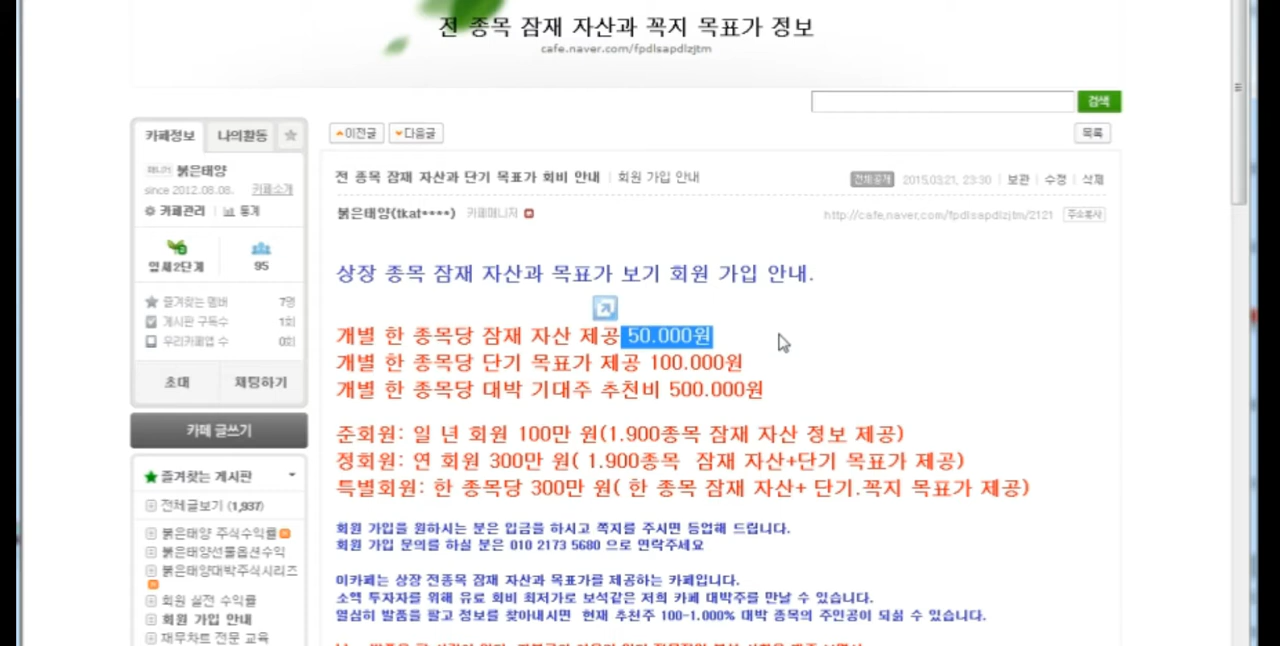 전 종목 잠재 자산과 꼭지 목표가 정보
cafe.naver.com/fpdlsapdlzjtm
검색
카페정보 나의활동
매니저 붉은태양
since 2012.08.08. 카페소개
카페관리 통계
잎새2단계 95
즐겨찾는 멤버 7명
게시판 구독수 1회
우리카페앱 수 0회
초대 채팅하기
카페 글쓰기
즐겨찾는 게시판
전체글보기 (1,937)
붉은태양 주식수익률
붉은태양선물옵션수익
붉은태양대박주식시리즈
회원 실전 수익률
회원 가입 안내
재무차트 전문 교육
이전글 다음글 목록
전 종목 잠재 자산과 단기 목표가 회비 안내 | 회원 가입 안내 전체공개 2015.03.21, 23:30 | 보관 | 수정 | 삭제
붉은태양(tkat****) 카페매니저 http://cafe.naver.com/fpdlsapdlzjtm/2121 주소복사
상장 종목 잠재 자산과 목표가 보기 회원 가입 안내.
개별 한 종목당 잠재 자산 제공 50.000원
개별 한 종목당 단기 목표가 제공 100.000원
개별 한 종목당 대박 기대주 추천비 500.000원
준회원: 일 년 회원 100만 원(1.900종목 잠재 자산 정보 제공)
정회원: 연 회원 300만 원( 1.900종목 잠재 자산+단기 목표가 제공)
특별회원: 한 종목당 300만 원( 한 종목 잠재 자산+ 단기.꼭지 목표가 제공)
회원 가입을 원하시는 분은 입금을 하시고 쪽지를 주시면 등업해 드립니다.
회원 가입 문의를 하실 분은 010 2173 5680 으로 연락주세요
이카페는 상장 전종목 잠재 자산과 목표가를 제공하는 카페입니다.
소액 투자자를 위해 유료 회비 최저가로 보석같은 저희 카페 대박주를 만날 수 있습니다.
열심히 발품을 팔고 정보를 찾아내시면 현재 추천주 100-1.000% 대박 종목의 주인공이 되실 수 있습니다.